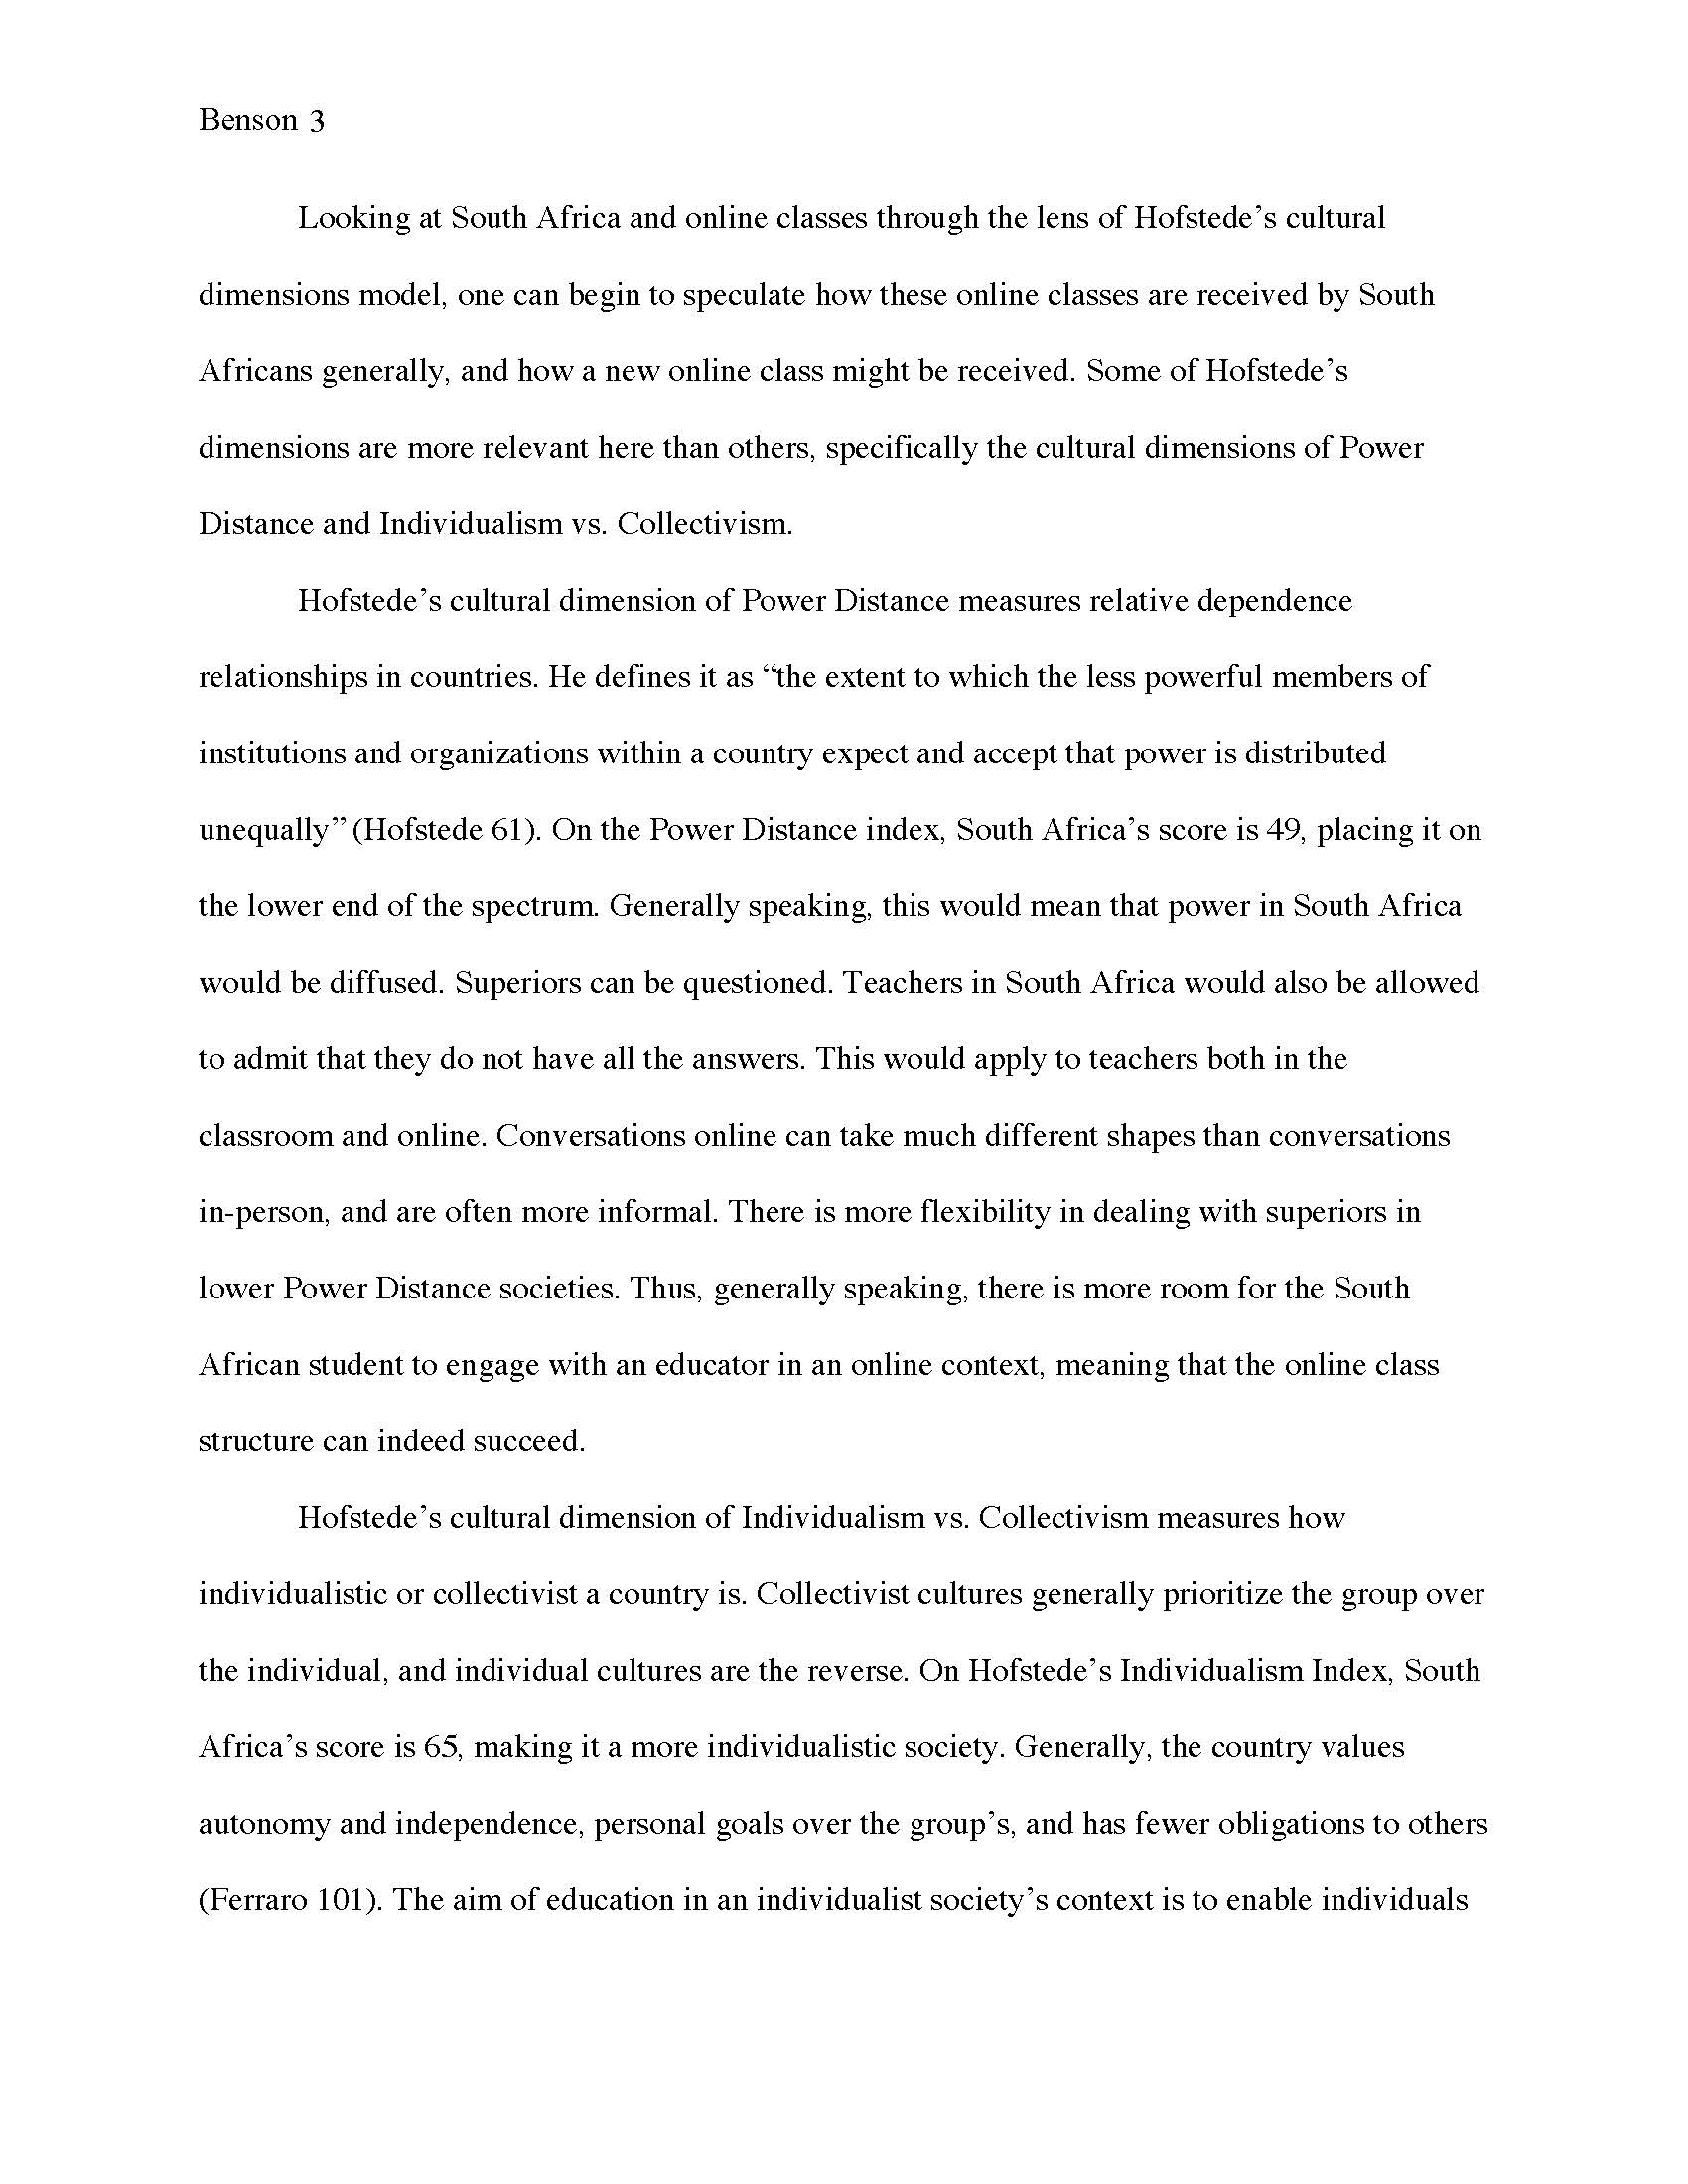 Benson 3
Looking at South Africa and online classes through the lens of Hofstede’s cultural
dimensions model, one can begin to speculate how these online classes are received by South
Africans generally, and how a new online class might be received. Some of Hofstede’s
dimensions are more relevant here than others, specifically the cultural dimensions of Power
Distance and Individualism vs. Collectivism.
Hofstede’s cultural dimension of Power Distance measures relative dependence
relationships in countries. He defines it as “the extent to which the less powerful members of
institutions and organizations within a country expect and accept that power is distributed
unequally” (Hofstede 61). On the Power Distance index, South Africa’s score is 49, placing it on
the lower end of the spectrum. Generally speaking, this would mean that power in South Africa
would be diffused. Superiors can be questioned. Teachers in South Africa would also be allowed
to admit that they do not have all the answers. This would apply to teachers both in the
classroom and online. Conversations online can take much different shapes than conversations
in-person, and are often more informal. There is more flexibility in dealing with superiors in
lower Power Distance societies. Thus, generally speaking, there is more room for the South
African student to engage with an educator in an online context, meaning that the online class
structure can indeed succeed.
Hofstede’s cultural dimension of Individualism vs. Collectivism measures how
individualistic or collectivist a country is. Collectivist cultures generally prioritize the group over
the individual, and individual cultures are the reverse. On Hofstede’s Individualism Index, South
Africa’s score is 65, making it a more individualistic society. Generally, the country values
autonomy and independence, personal goals over the group’s, and has fewer obligations to others
(Ferraro 101). The aim of education in an individualist society’s context is to enable individuals